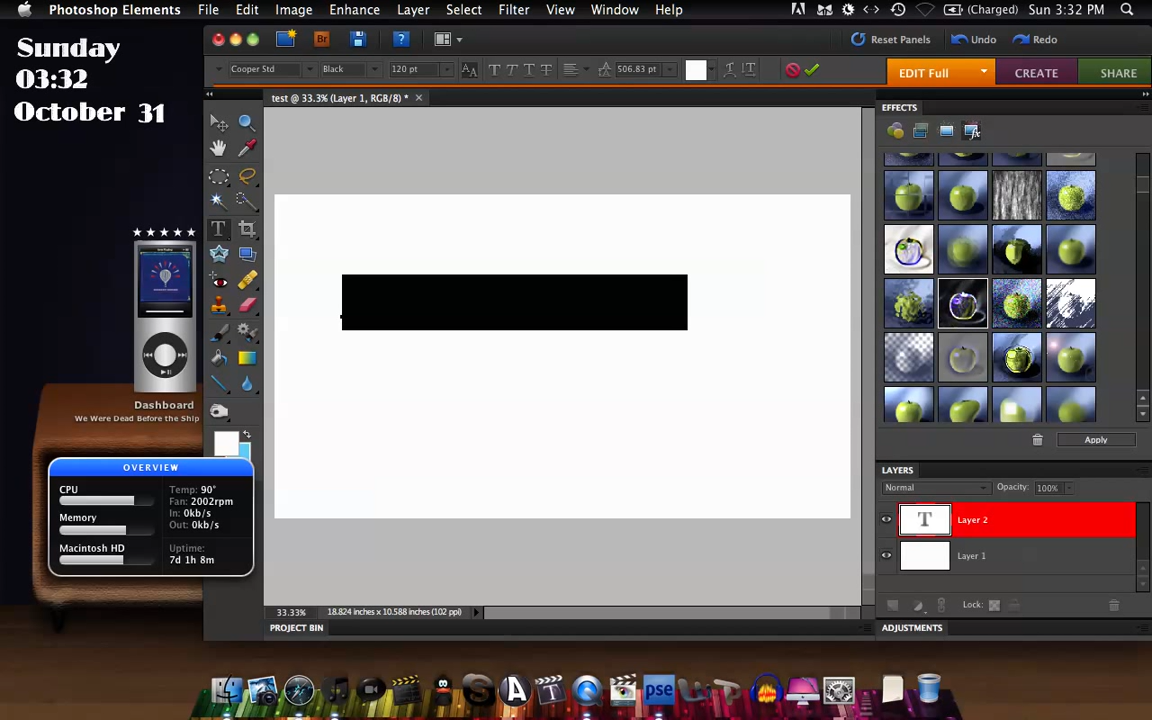 Photoshop Elements File Edit Image Enhance Layer Select Filter View Window Help (Charged) Sun 3:32 PM
Sunday
03:32
October 31
Br ? Reset Panels Undo Redo
Cooper Std Black 120 pt 506.83 pt EDIT Full CREATE SHARE
test @ 33.3% (Layer 1, RGB/8) * ×
EFFECTS
Dashboard
We Were Dead Before the Ship
OVERVIEW
CPU
Memory
Macintosh HD
Temp: 90°
Fan: 2002rpm
In: 0kb/s
Out: 0kb/s
Uptime:
7d 1h 8m
Apply
LAYERS
Normal Opacity: 100%
T Layer 2
Layer 1
Lock:
33.33% 18.824 inches x 10.588 inches (102 ppi)
PROJECT BIN
ADJUSTMENTS
pse